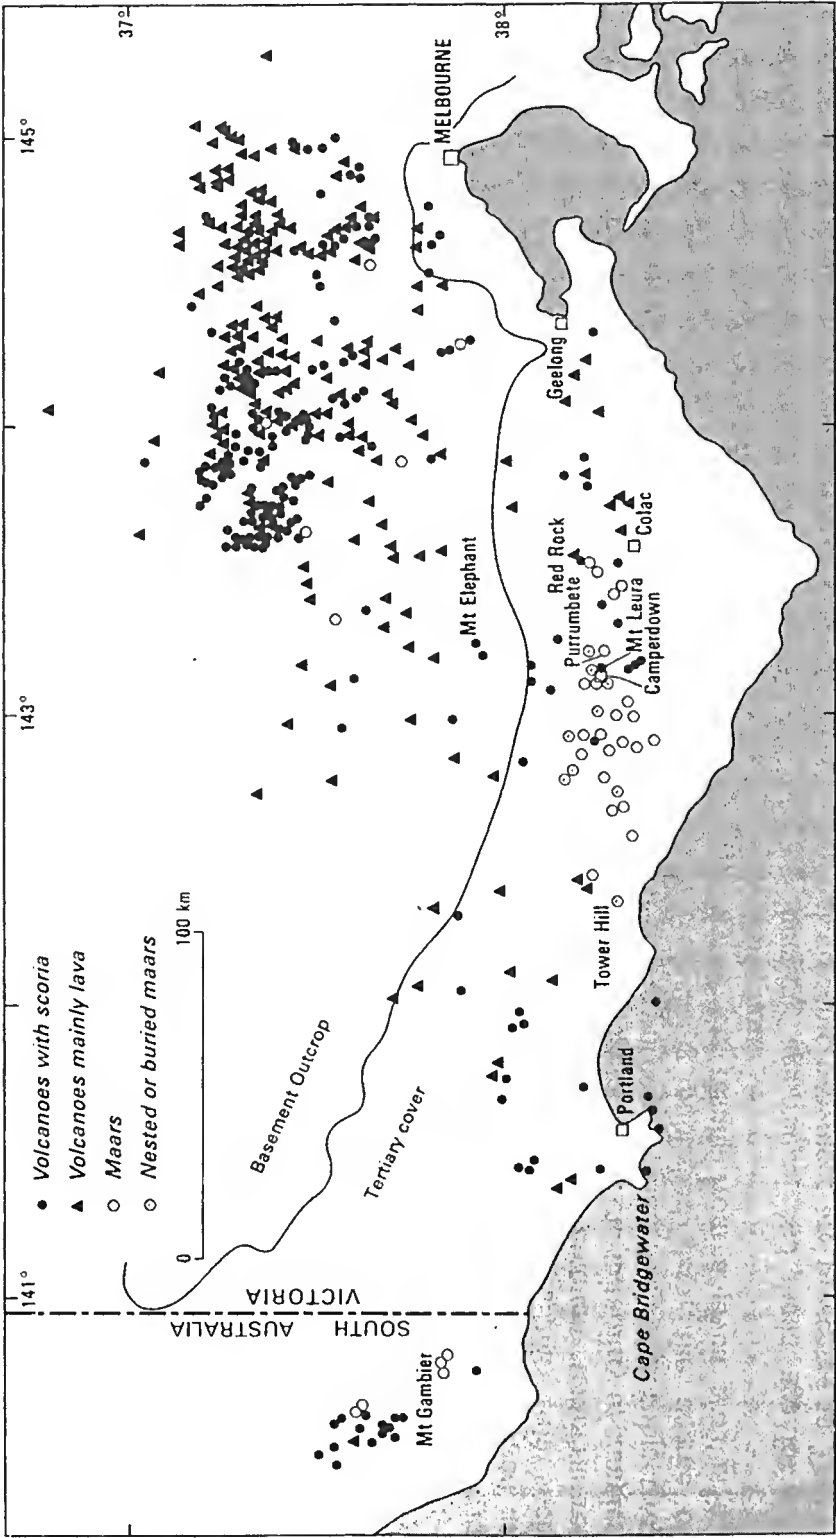 141°
143°
145°
37°
38°
● Volcanoes with scoria
▲ Volcanoes mainly lava
○ Maars
⊙ Nested or buried maars
0 100 km
Basement Outcrop
Tertiary cover
SOUTH AUSTRALIA
VICTORIA
Mt Gambier
Cape Bridgewater
Portland
Tower Hill
Mt Elephant
Purrumbete
Red Rock
Mt Leura
Camperdown
Colac
Geelong
MELBOURNE